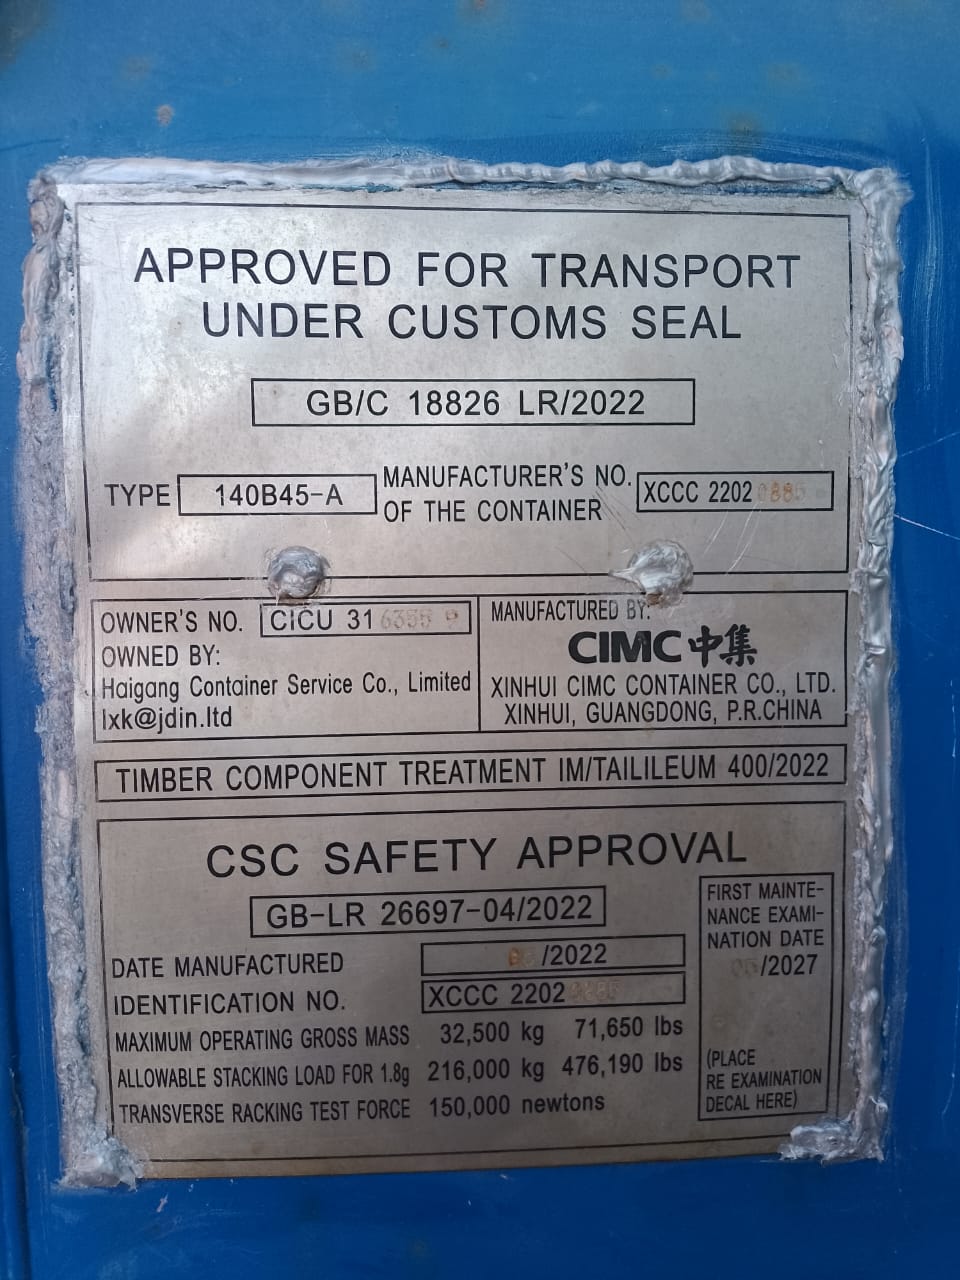 APPROVED FOR TRANSPORT
UNDER CUSTOMS SEAL
GB/C 18826 LR/2022
TYPE 140B45-A
MANUFACTURER'S NO.
OF THE CONTAINER
XCCC 2202
OWNER'S NO. CICU 31
OWNED BY:
Haigang Container Service Co., Limited
lxk@jdin.ltd
MANUFACTURED BY:
CIMC中集
XINHUI CIMC CONTAINER CO., LTD.
XINHUI, GUANGDONG, P.R.CHINA
TIMBER COMPONENT TREATMENT IM/TAILILEUM 400/2022
CSC SAFETY APPROVAL
GB-LR 26697-04/2022
DATE MANUFACTURED /2022
IDENTIFICATION NO. XCCC 2202
MAXIMUM OPERATING GROSS MASS 32,500 kg 71,650 lbs
ALLOWABLE STACKING LOAD FOR 1.8g 216,000 kg 476,190 lbs
TRANSVERSE RACKING TEST FORCE 150,000 newtons
FIRST MAINTE-
NANCE EXAMI-
NATION DATE
/2027
(PLACE
RE EXAMINATION
DECAL HERE)